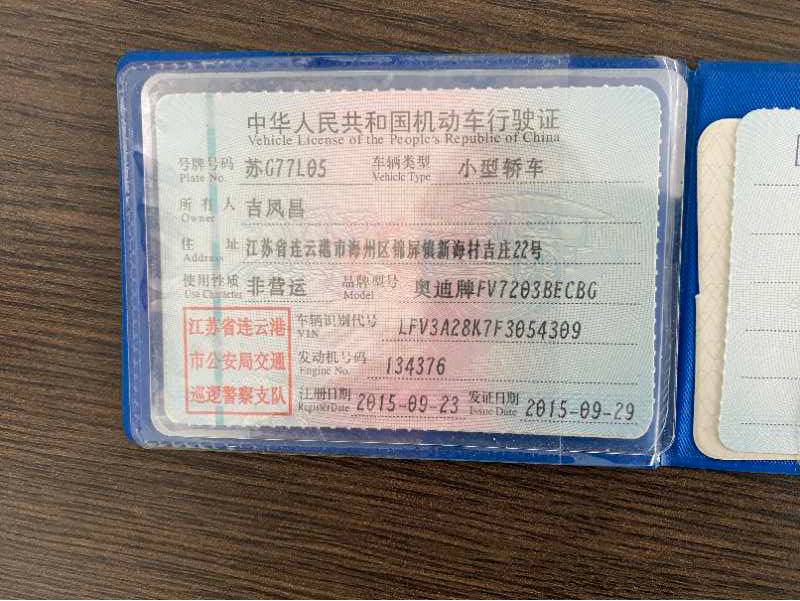 中华人民共和国机动车行驶证
Vehicle License of the People's Republic of China
号牌号码 Plate No. 苏G77L05 车辆类型 Vehicle Type 小型轿车
所有人 Owner 吉凤昌
住址 Address 江苏省连云港市海州区锦屏镇新海村吉庄22号
使用性质 Use Character 非营运 品牌型号 Model 奥迪牌FV7203BECBG
江苏省连云港
市公安局交通
巡逻警察支队
车辆识别代号 VIN LFV3A28K7F3054309
发动机号码 Engine No. 134376
注册日期 Register Date 2015-09-23 发证日期 Issue Date 2015-09-29